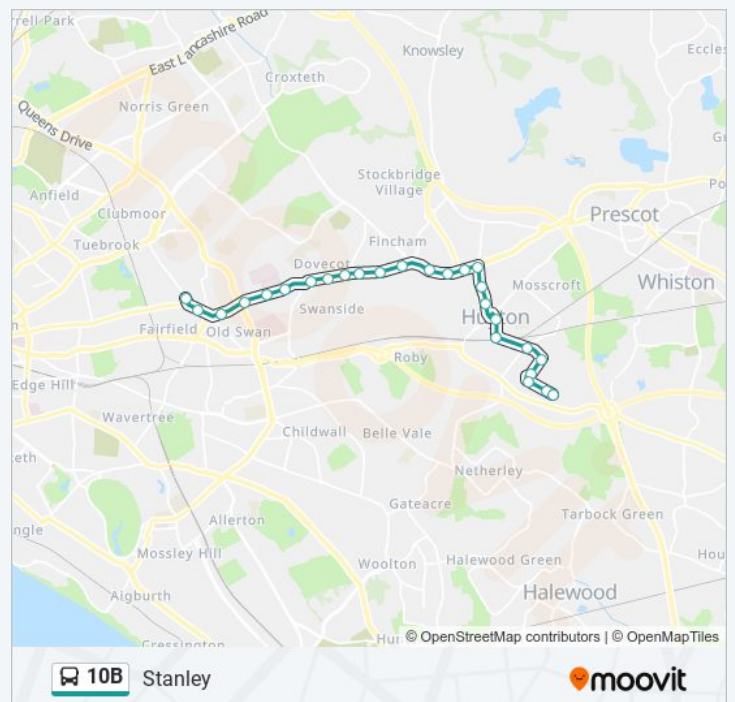 rell Park
East Lancashire Road
Knowsley
Eccles
Croxteth
Norris Green
Queens Drive
Stockbridge
Village
Anfield
Clubmoor
Prescot
Tuebrook
Fincham
Dovecot
Mosscroft
Whiston
Swanside
Fairfield
Old Swan
Roby
Edge Hill
Wavertree
Childwall
Belle Vale
Netherley
Gateacre
Allerton
Tarbock Green
Mossley Hill
Woolton
Halewood Green
Aigburth
Halewood
Cressington
© OpenStreetMap contributors | © OpenMapTiles
10B
Stanley
moovit